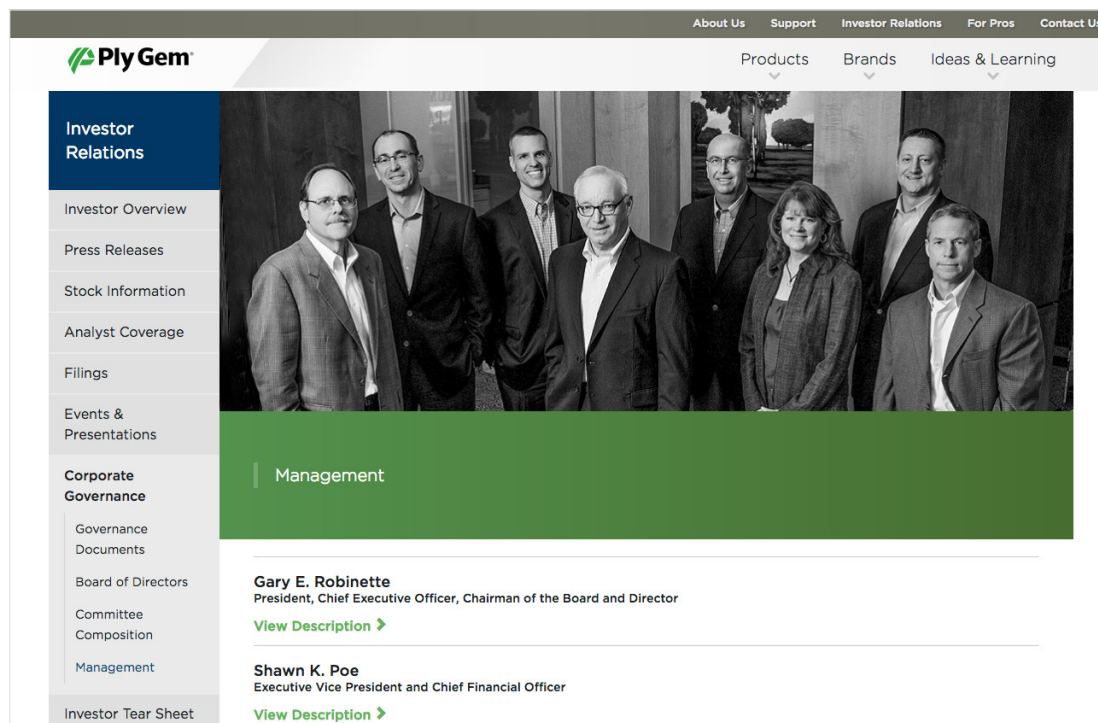 About Us Support Investor Relations For Pros Contact Us
Ply Gem
Products Brands Ideas & Learning
Investor
Relations
Investor Overview
Press Releases
Stock Information
Analyst Coverage
Filings
Events &
Presentations
Corporate
Governance
Governance
Documents
Board of Directors
Committee
Composition
Management
Investor Tear Sheet
Management
Gary E. Robinette
President, Chief Executive Officer, Chairman of the Board and Director
View Description
Shawn K. Poe
Executive Vice President and Chief Financial Officer
View Description